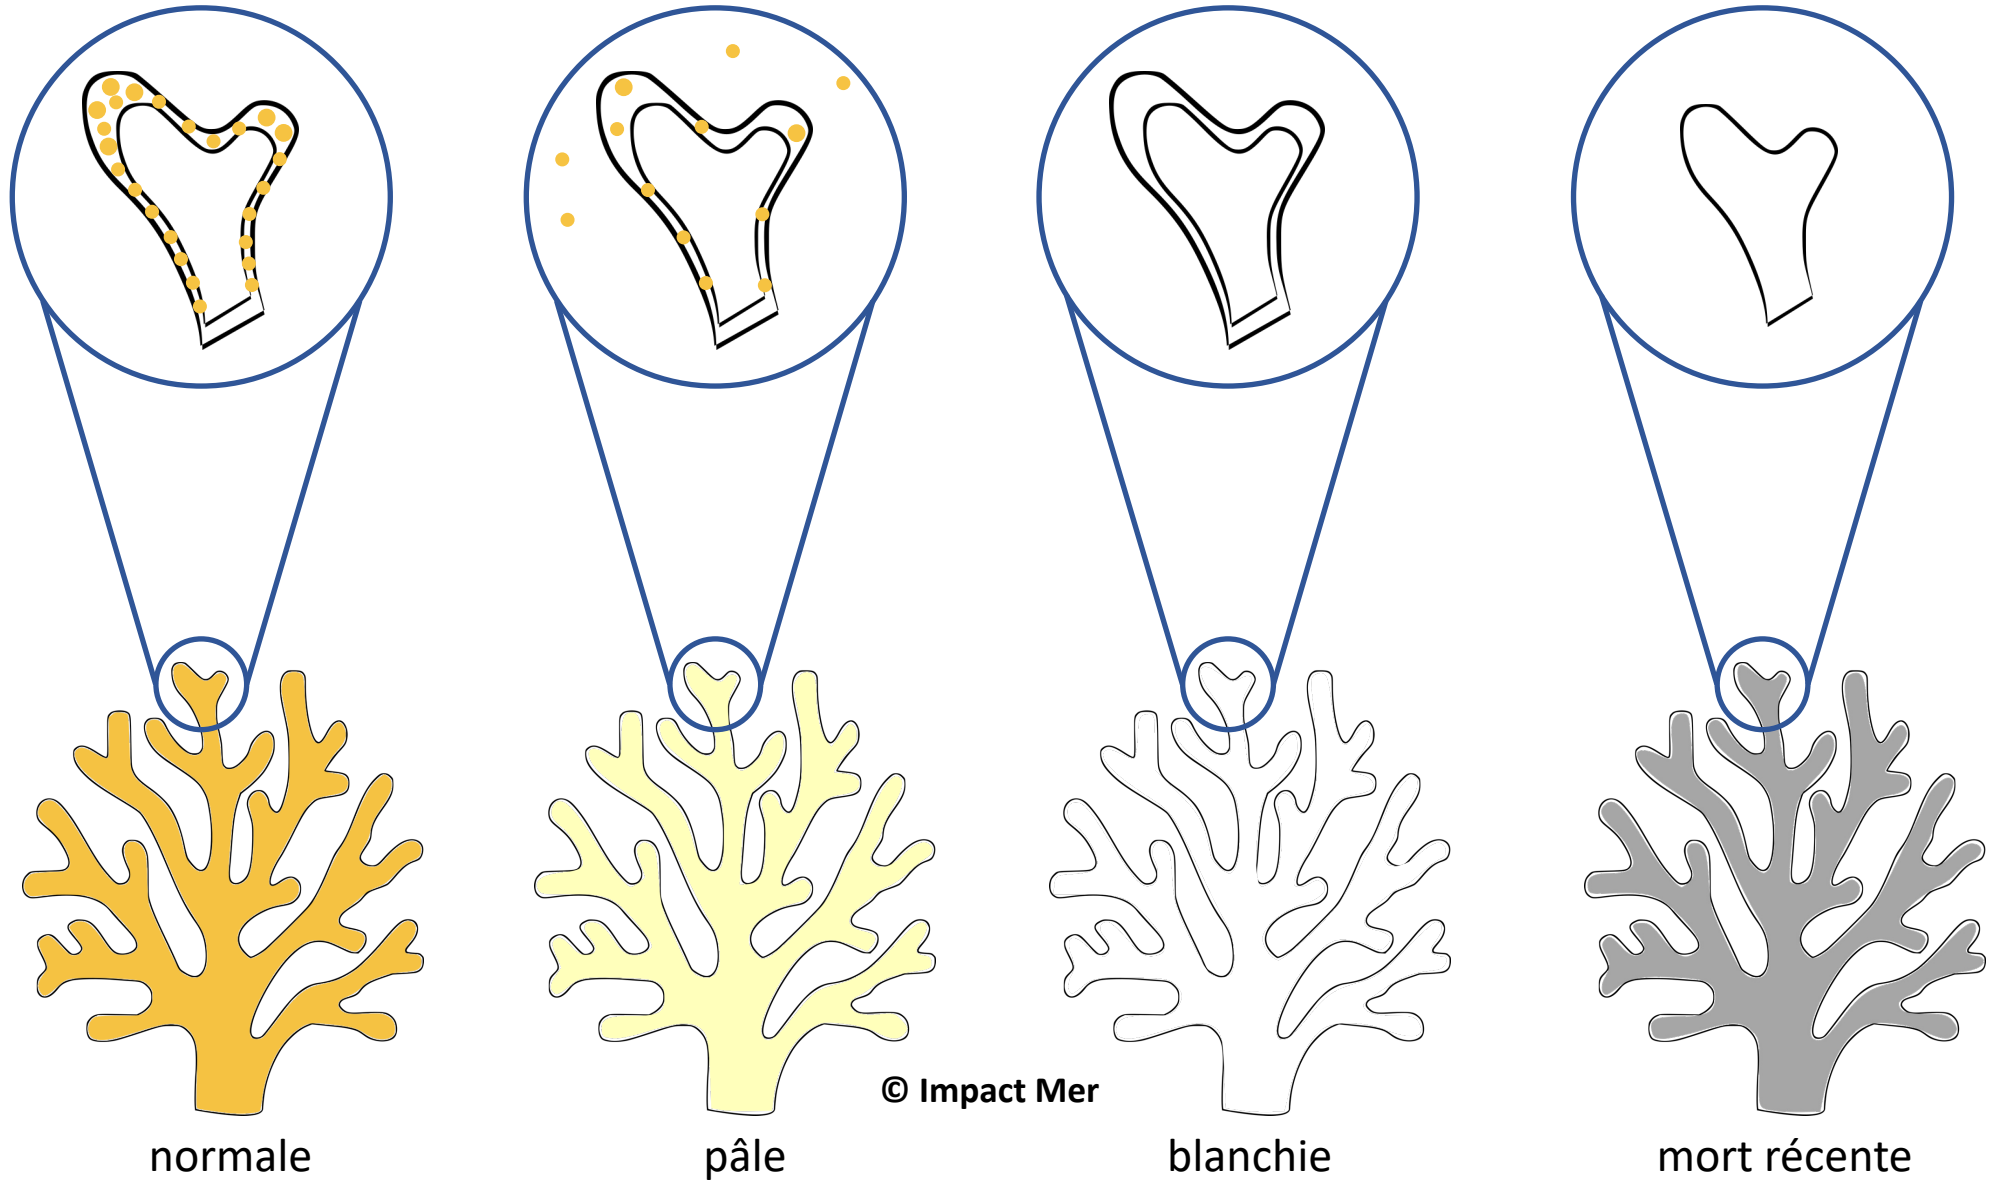 © Impact Mer
normale
pâle
blanchie
mort récente